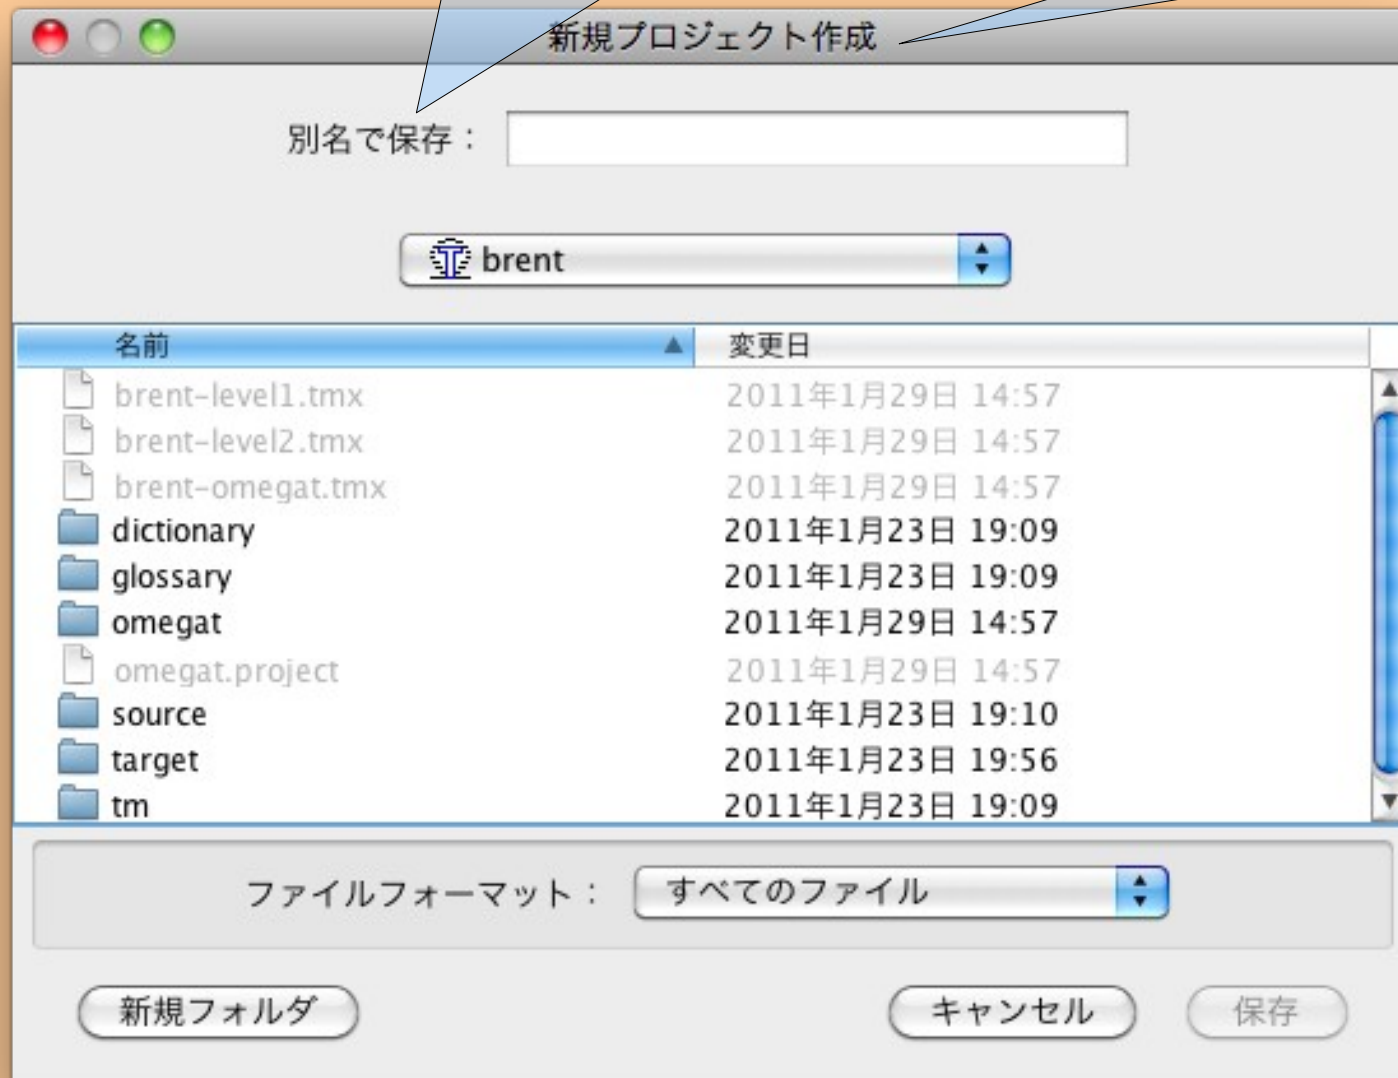 新規プロジェクト作成
別名で保存：
brent
名前 変更日
brent-level1.tmx 2011年1月29日 14:57
brent-level2.tmx 2011年1月29日 14:57
brent-omegat.tmx 2011年1月29日 14:57
dictionary 2011年1月23日 19:09
glossary 2011年1月23日 19:09
omegat 2011年1月29日 14:57
omegat.project 2011年1月29日 14:57
source 2011年1月23日 19:10
target 2011年1月23日 19:56
tm 2011年1月23日 19:09
ファイルフォーマット： すべてのファイル
新規フォルダ キャンセル 保存